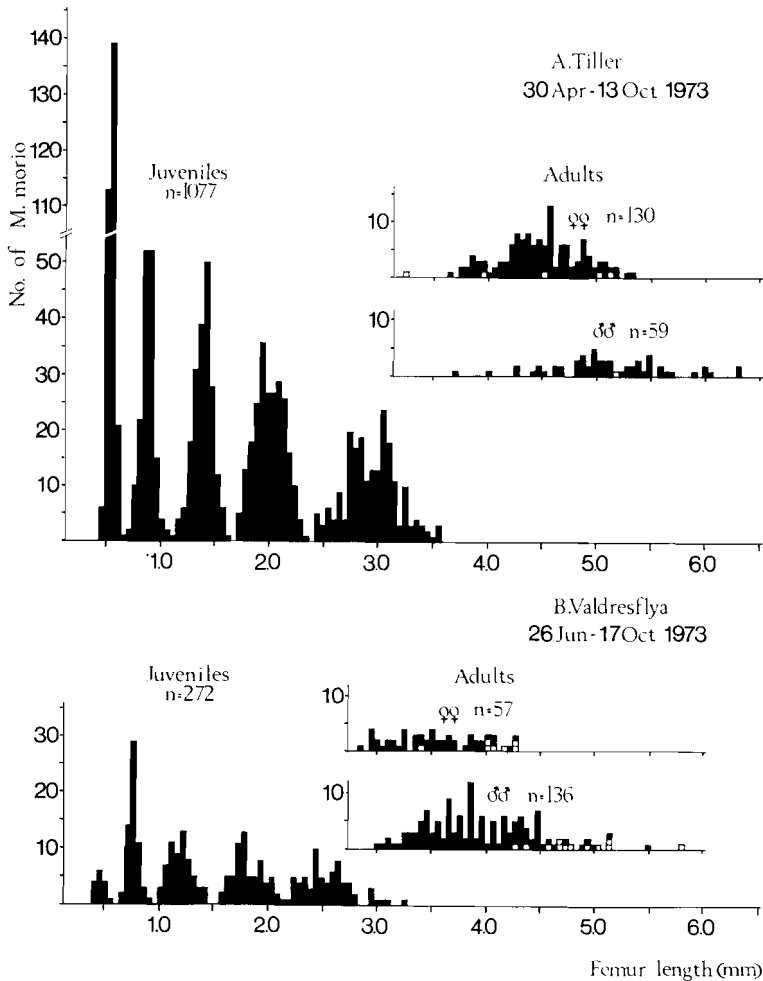 No. of M. morio
140
130
120
110
50
40
30
20
10
A.Tiller
30 Apr-13 Oct 1973
Juveniles
n=1077
Adults
10
♀♀ n=130
10
♂♂ n=59
1.0 2.0 3.0 4.0 5.0 6.0
B.Valdresflya
26 Jun-17 Oct 1973
Juveniles
n=272
Adults
30
20
10
10
♀♀ n=57
10
♂♂ n=136
1.0 2.0 3.0 4.0 5.0 6.0
Femur length (mm)